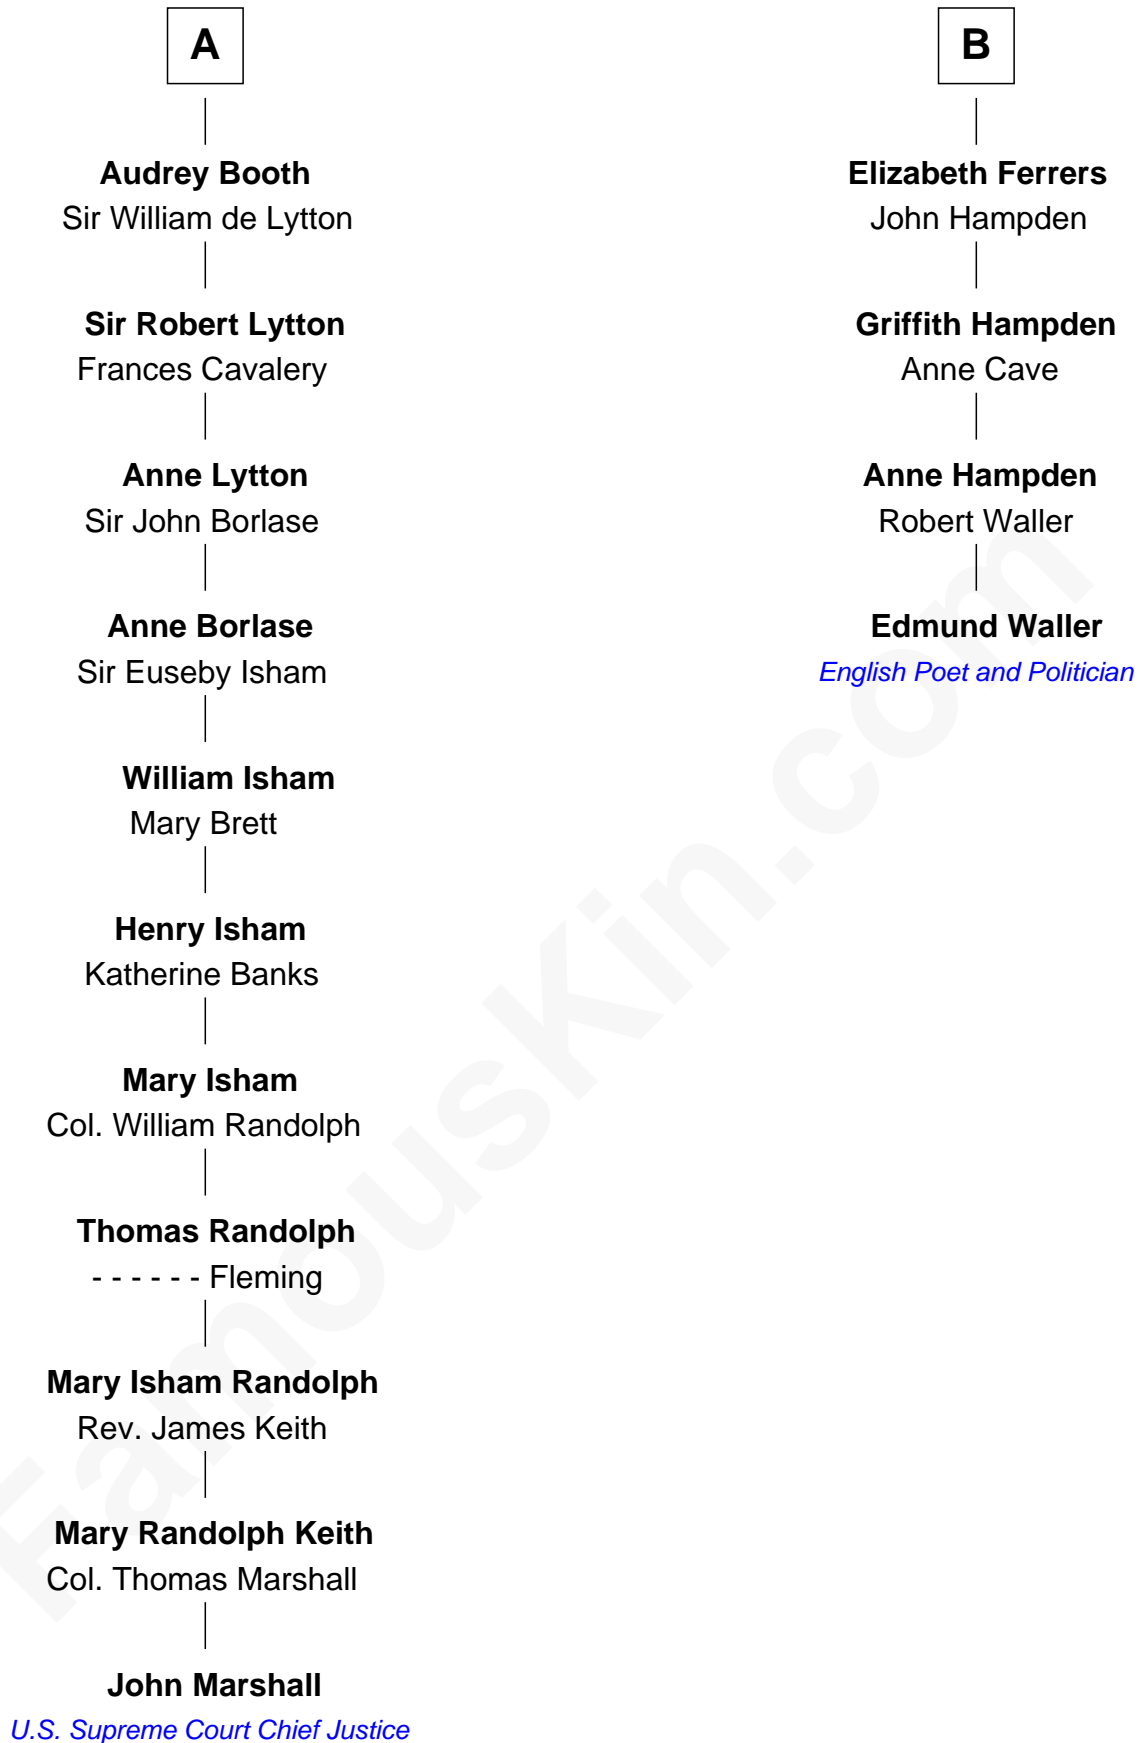 A
Audrey Booth
Sir William de Lytton
Sir Robert Lytton
Frances Cavalery
Anne Lytton
Sir John Borlase
Anne Borlase
Sir Euseby Isham
William Isham
Mary Brett
Henry Isham
Katherine Banks
Mary Isham
Col. William Randolph
Thomas Randolph
- - - - - - Fleming
Mary Isham Randolph
Rev. James Keith
Mary Randolph Keith
Col. Thomas Marshall
John Marshall
U.S. Supreme Court Chief Justice
B
Elizabeth Ferrers
John Hampden
Griffith Hampden
Anne Cave
Anne Hampden
Robert Waller
Edmund Waller
English Poet and Politician
FamousKin.com